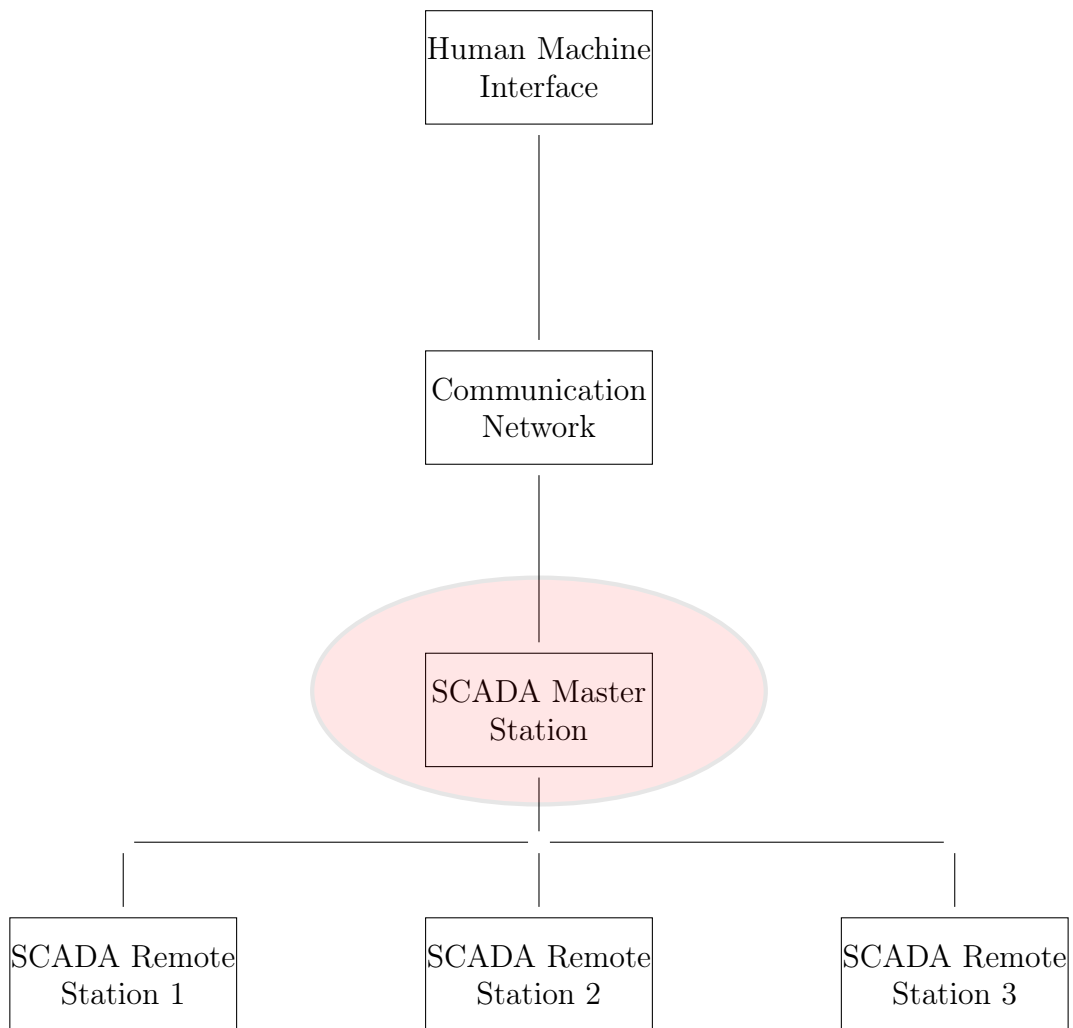 Human Machine
Interface
Communication
Network
SCADA Master
Station
SCADA Remote
Station 1
SCADA Remote
Station 2
SCADA Remote
Station 3